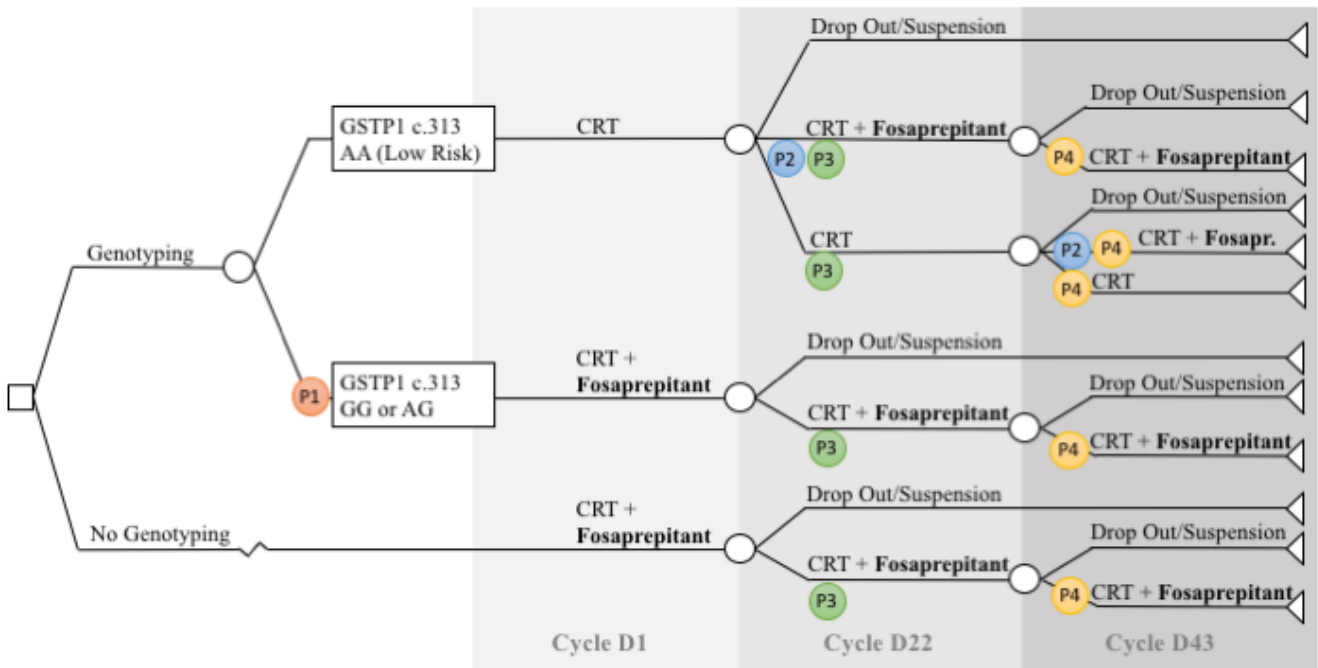 Drop Out/Suspension
Drop Out/Suspension
GSTP1 c.313
AA (Low Risk)
CRT
CRT + Fosaprepitant
P2
P3
P4
CRT + Fosaprepitant
Drop Out/Suspension
Genotyping
CRT
P3
P2
P4
CRT + Fosapr.
P4
CRT
Drop Out/Suspension
CRT +
Fosaprepitant
P1
GSTP1 c.313
GG or AG
Drop Out/Suspension
CRT + Fosaprepitant
P3
P4
CRT + Fosaprepitant
Drop Out/Suspension
CRT +
Fosaprepitant
No Genotyping
Drop Out/Suspension
CRT + Fosaprepitant
P3
P4
CRT + Fosaprepitant
Cycle D1
Cycle D22
Cycle D43